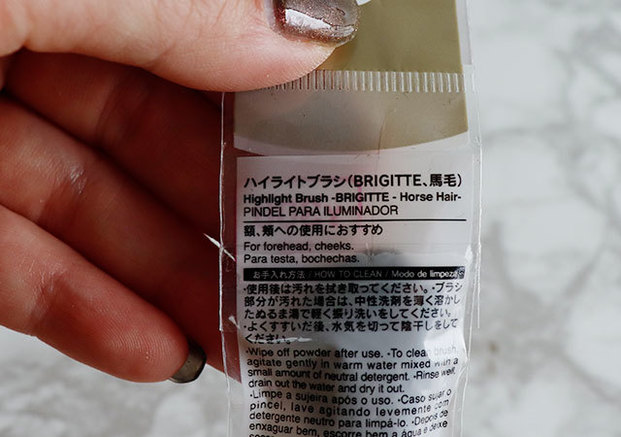 ハイライトブラシ(BRIGITTE、馬毛)
Highlight Brush -BRIGITTE - Horse Hair-
PINDEL PARA ILUMINADOR
額、頬への使用におすすめ
For forehead, cheeks.
Para testa, bochechas.
お手入れ方法 / HOW TO CLEAN / Modo de limpeza
・使用後は汚れを拭き取ってください。・ブラシ
部分が汚れた場合は、中性洗剤を薄く溶かし
たぬるま湯で軽く振り洗いをしてください。
・よくすすいだ後、水気を切って陰干しをしてく
ださい。
・Wipe off powder after use. ・To clean brush,
agitate gently in warm water mixed with a
small amount of neutral detergent. ・Rinse well,
drain out the water and dry it out.
・Limpe a sujeira após o uso. ・Caso sujar o
pincel, lave agitando levemente com
detergente neutro para limpá-lo. ・Depois de
enxaguar bem, escorre bem a água e deixe